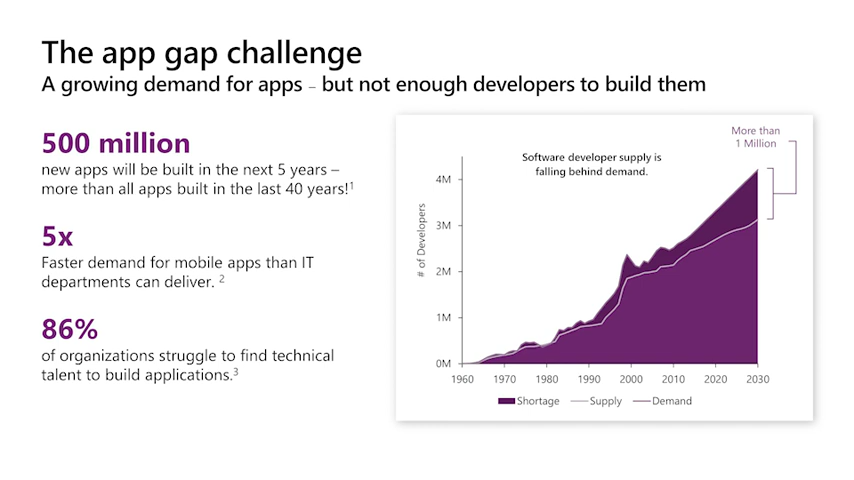 The app gap challenge
A growing demand for apps – but not enough developers to build them
500 million
new apps will be built in the next 5 years –
more than all apps built in the last 40 years!¹
5x
Faster demand for mobile apps than IT
departments can deliver. ²
86%
of organizations struggle to find technical
talent to build applications.³
More than
1 Million
Software developer supply is
falling behind demand.
# of Developers
4M
3M
2M
1M
0M
1960 1970 1980 1990 2000 2010 2020 2030
Shortage Supply Demand